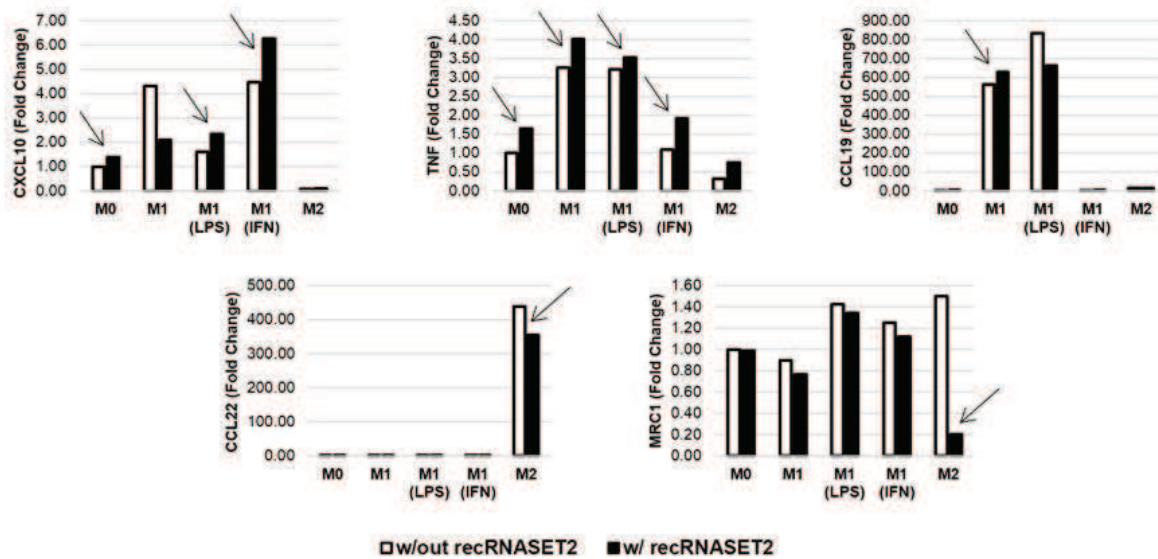 CXCL10 (Fold Change)
7.00
6.00
5.00
4.00
3.00
2.00
1.00
0.00
M0 M1 M1 M1 M2
(LPS) (IFN)
TNF (Fold Change)
4.50
4.00
3.50
3.00
2.50
2.00
1.50
1.00
0.50
0.00
M0 M1 M1 M1 M2
(LPS) (IFN)
CCL19 (Fold Change)
900.00
800.00
700.00
600.00
500.00
400.00
300.00
200.00
100.00
0.00
M0 M1 M1 M1 M2
(LPS) (IFN)
CCL22 (Fold Change)
500.00
400.00
300.00
200.00
100.00
0.00
M0 M1 M1 M1 M2
(LPS) (IFN)
MRC1 (Fold Change)
1.60
1.40
1.20
1.00
0.80
0.60
0.40
0.20
0.00
M0 M1 M1 M1 M2
(LPS) (IFN)
w/out recRNASET2 w/ recRNASET2